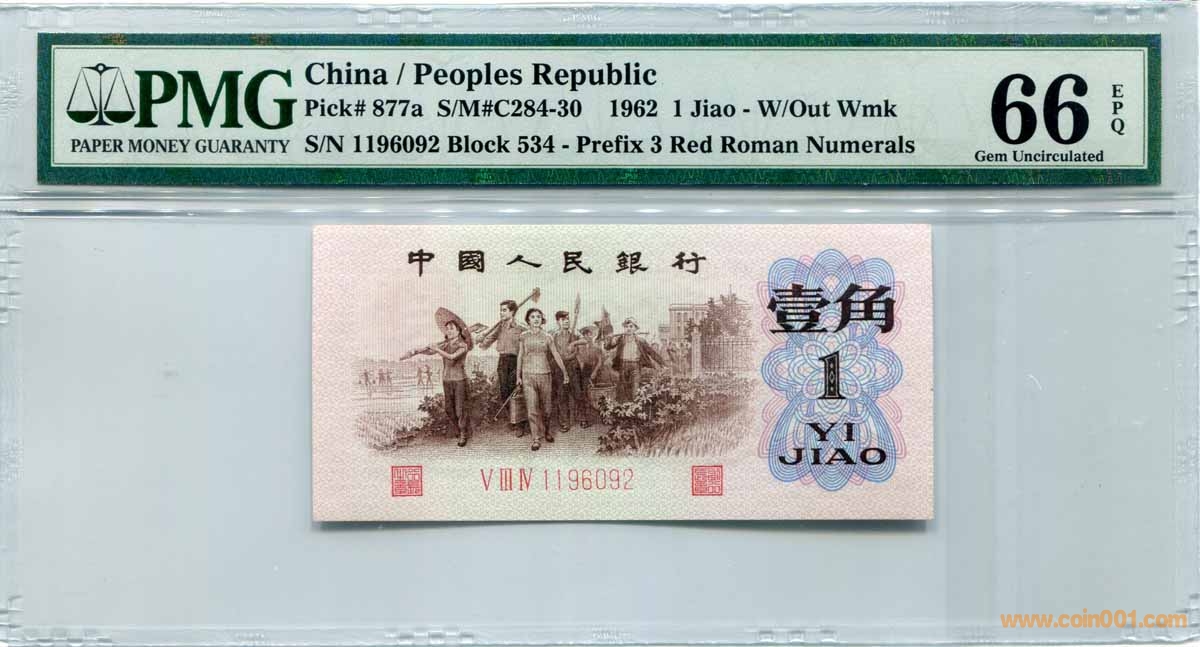 PMG
PAPER MONEY GUARANTY
China / Peoples Republic
Pick# 877a S/M#C284-30 1962 1 Jiao - W/Out Wmk
S/N 1196092 Block 534 - Prefix 3 Red Roman Numerals
66
EPQ
Gem Uncirculated
中國人民銀行
壹角
1
YI
JIAO
V III IV 1196092
www.coin001.com